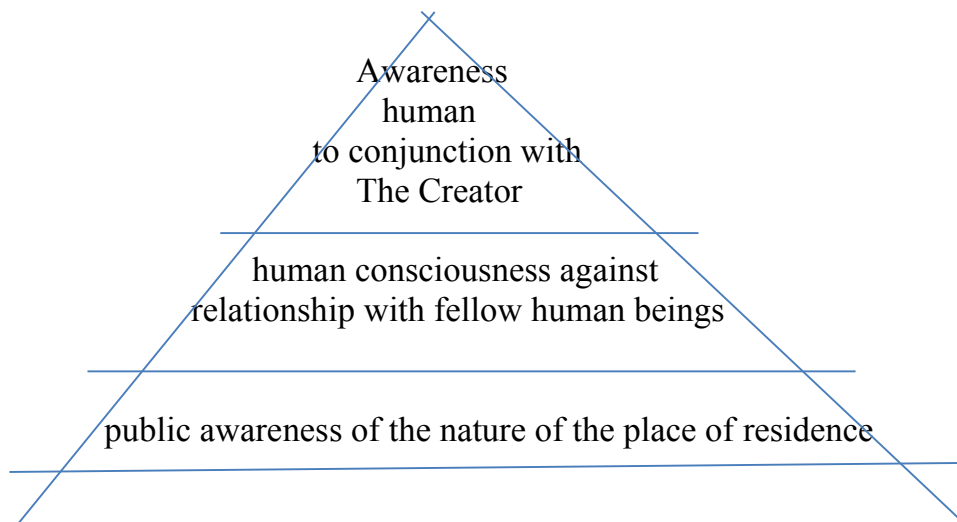 Awareness
human
to conjunction with
The Creator
human consciousness against
relationship with fellow human beings
public awareness of the nature of the place of residence